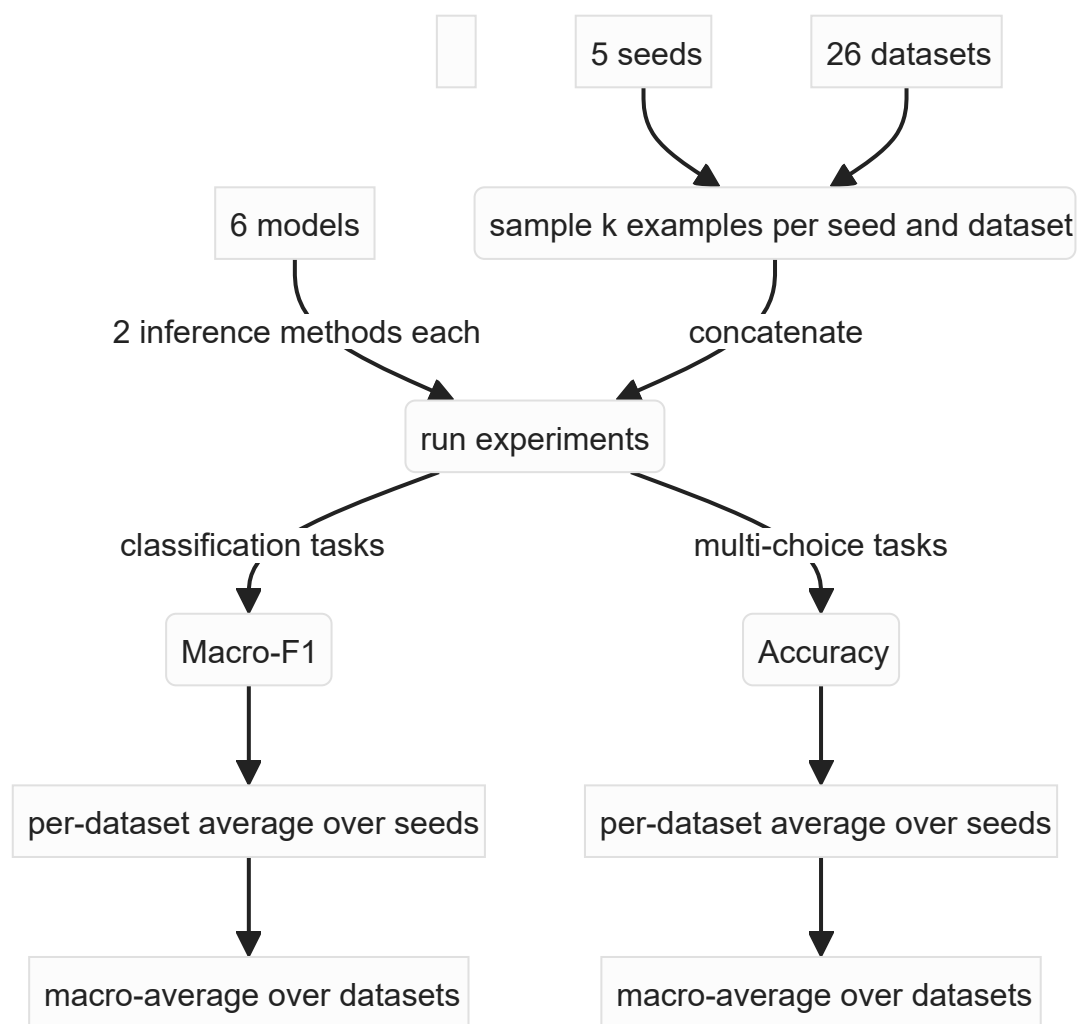 5 seeds
26 datasets
6 models
sample k examples per seed and dataset
2 inference methods each
concatenate
run experiments
classification tasks
multi-choice tasks
Macro-F1
Accuracy
per-dataset average over seeds
per-dataset average over seeds
macro-average over datasets
macro-average over datasets